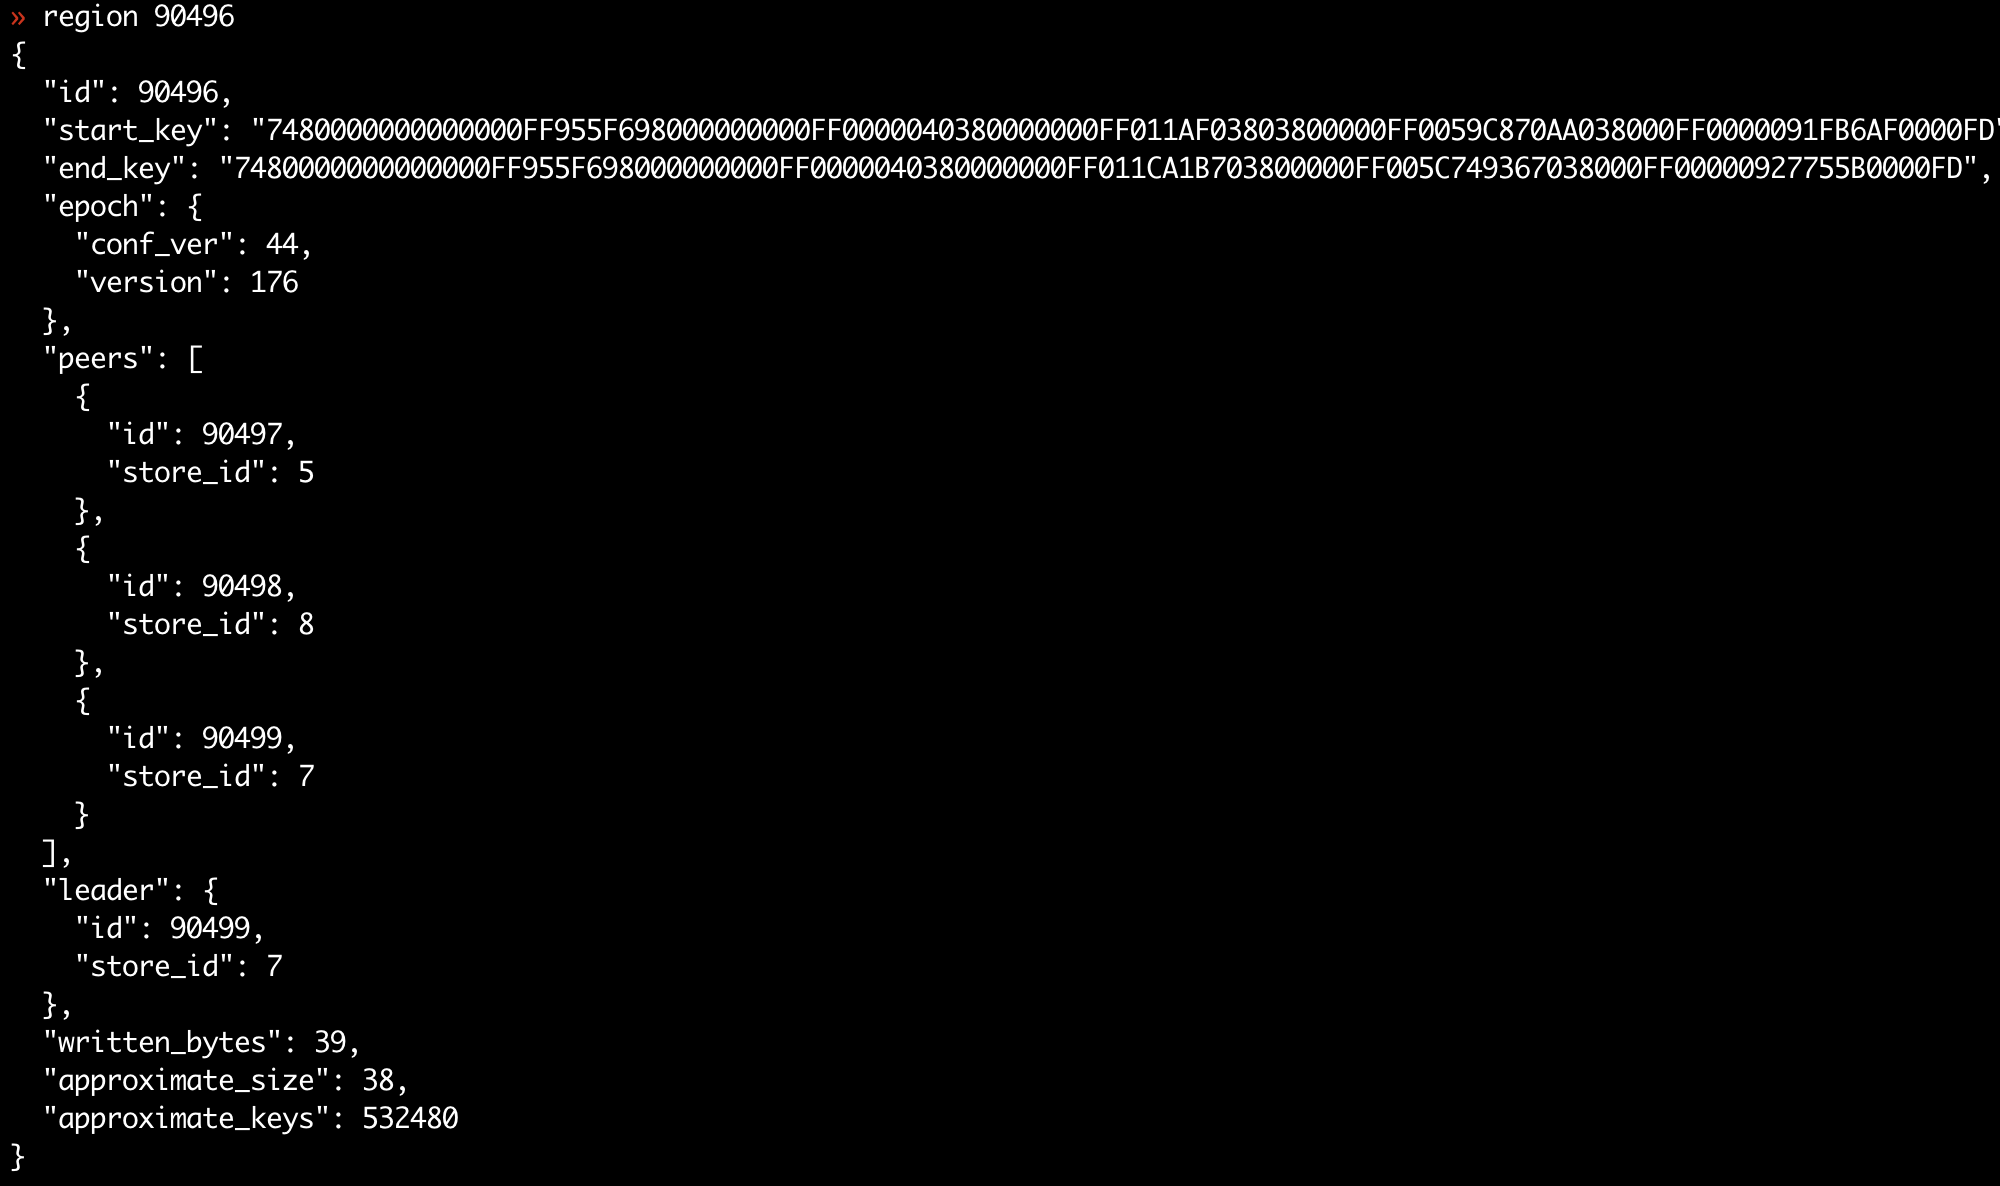 » region 90496
{
  "id": 90496,
  "start_key": "7480000000000000FF955F698000000000FF0000040380000000FF011AF03803800000FF0059C870AA038000FF0000091FB6AF0000FD"
  "end_key": "7480000000000000FF955F698000000000FF0000040380000000FF011CA1B703800000FF005C749367038000FF00000927755B0000FD",
  "epoch": {
    "conf_ver": 44,
    "version": 176
  },
  "peers": [
    {
      "id": 90497,
      "store_id": 5
    },
    {
      "id": 90498,
      "store_id": 8
    },
    {
      "id": 90499,
      "store_id": 7
    }
  ],
  "leader": {
    "id": 90499,
    "store_id": 7
  },
  "written_bytes": 39,
  "approximate_size": 38,
  "approximate_keys": 532480
}